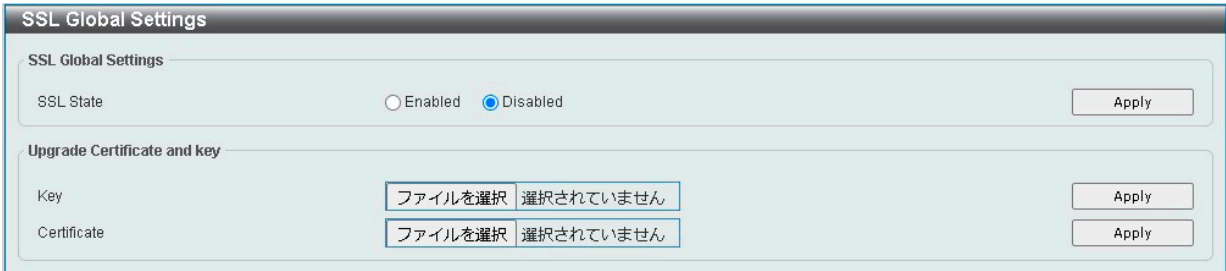 SSL Global Settings
SSL Global Settings
SSL State Enabled Disabled Apply
Upgrade Certificate and key
Key ファイルを選択 選択されていません Apply
Certificate ファイルを選択 選択されていません Apply